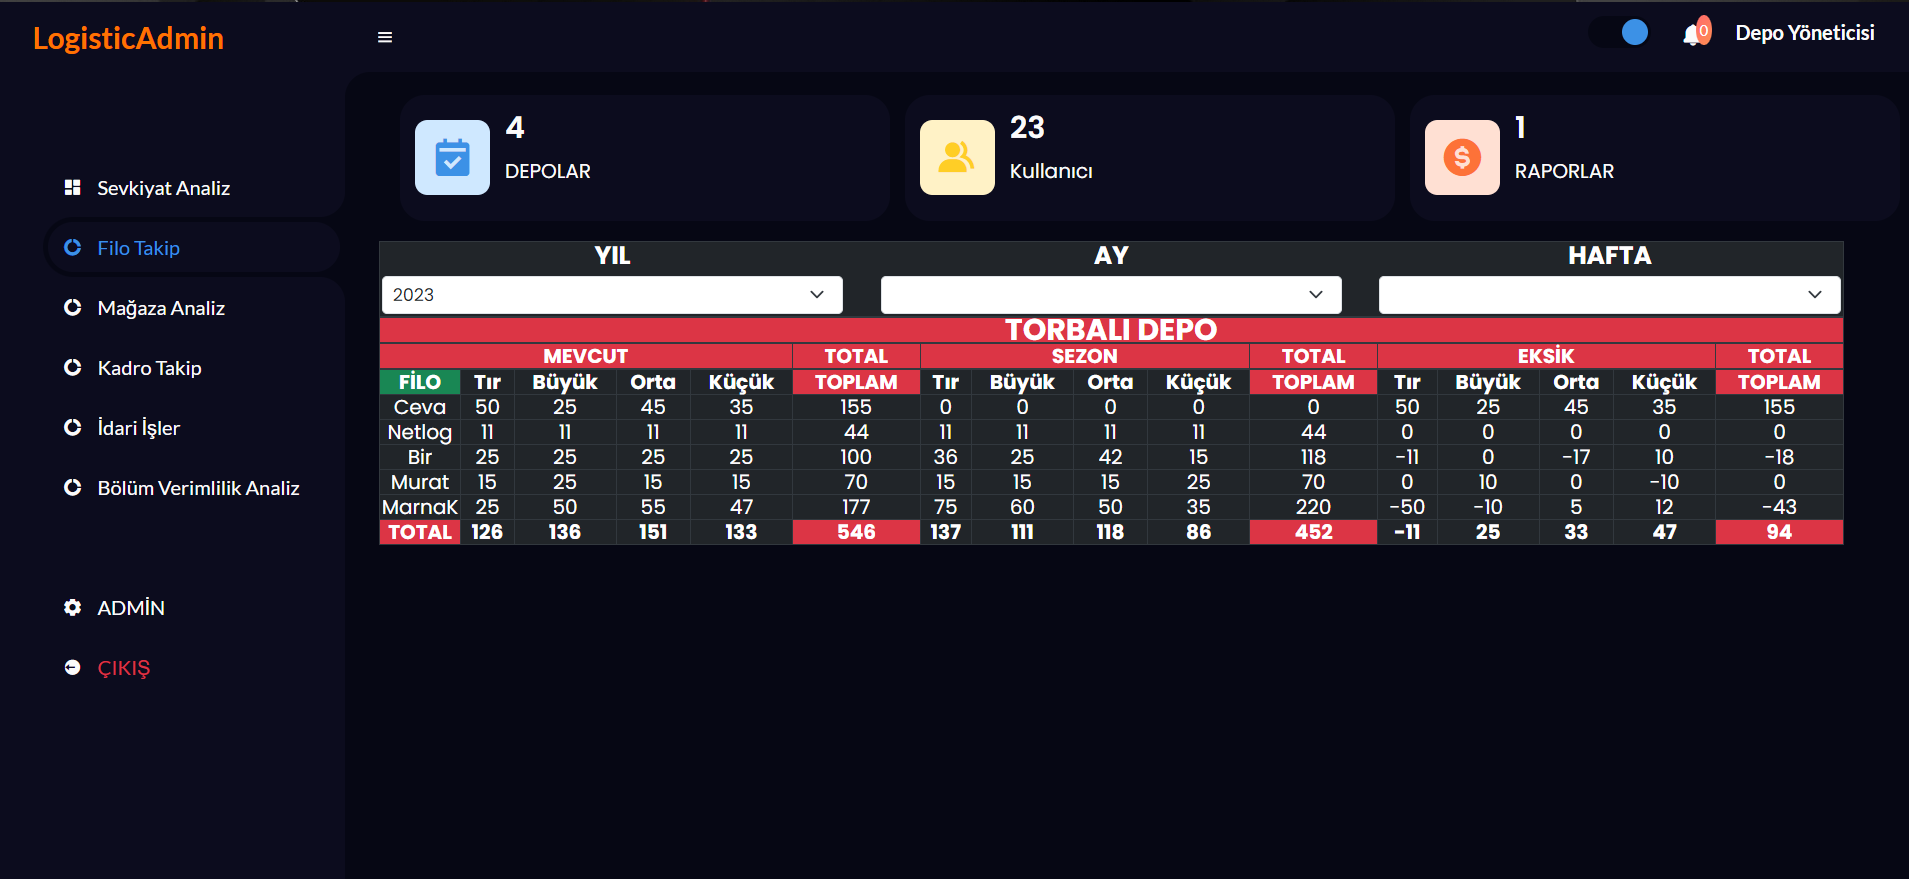 LogisticAdmin
0
Depo Yöneticisi
Sevkiyat Analiz
Filo Takip
Mağaza Analiz
Kadro Takip
İdari İşler
Bölüm Verimlilik Analiz
ADMİN
ÇIKIŞ
4
DEPOLAR
23
Kullanıcı
1
RAPORLAR
YIL AY HAFTA
2023
TORBALI DEPO
MEVCUT TOTAL SEZON TOTAL EKSİK TOTAL
FİLO Tır Büyük Orta Küçük TOPLAM Tır Büyük Orta Küçük TOPLAM Tır Büyük Orta Küçük TOPLAM
Ceva 50 25 45 35 155 0 0 0 0 0 50 25 45 35 155
Netlog 11 11 11 11 44 11 11 11 11 44 0 0 0 0 0
Bir 25 25 25 25 100 36 25 42 15 118 -11 0 -17 10 -18
Murat 15 25 15 15 70 15 15 15 25 70 0 10 0 -10 0
MarnaK 25 50 55 47 177 75 60 50 35 220 -50 -10 5 12 -43
TOTAL 126 136 151 133 546 137 111 118 86 452 -11 25 33 47 94